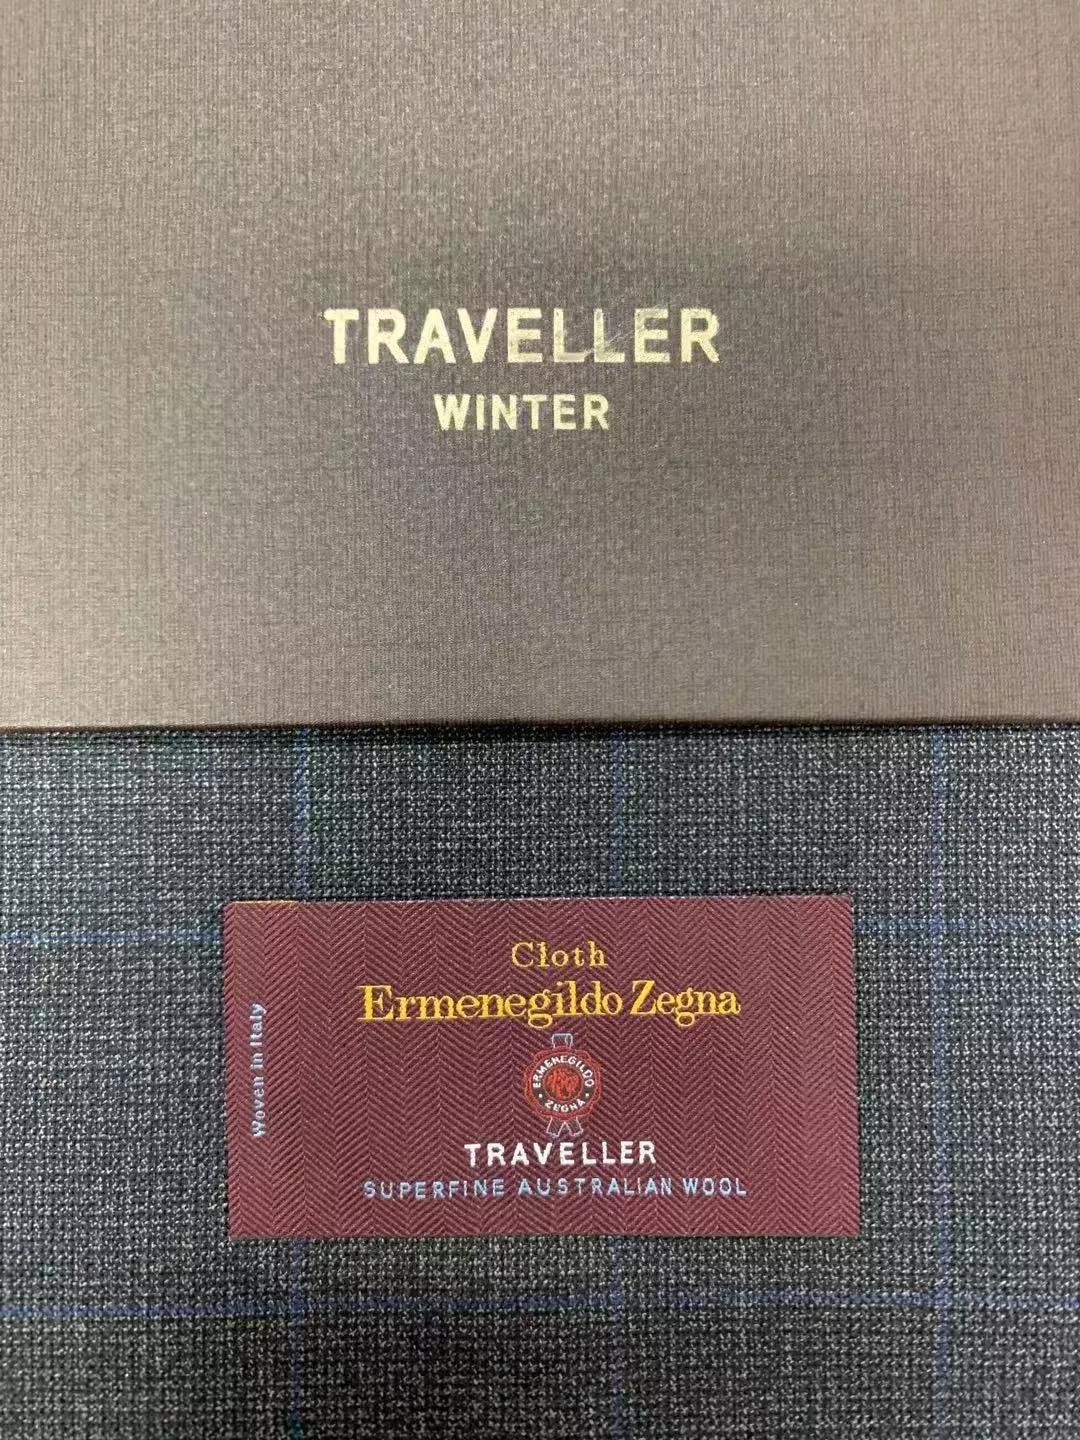 TRAVELLER
WINTER
Cloth
Ermenegildo Zegna
Woven in Italy
ERMENEGILDO
ZEGNA
TRAVELLER
SUPERFINE AUSTRALIAN WOOL